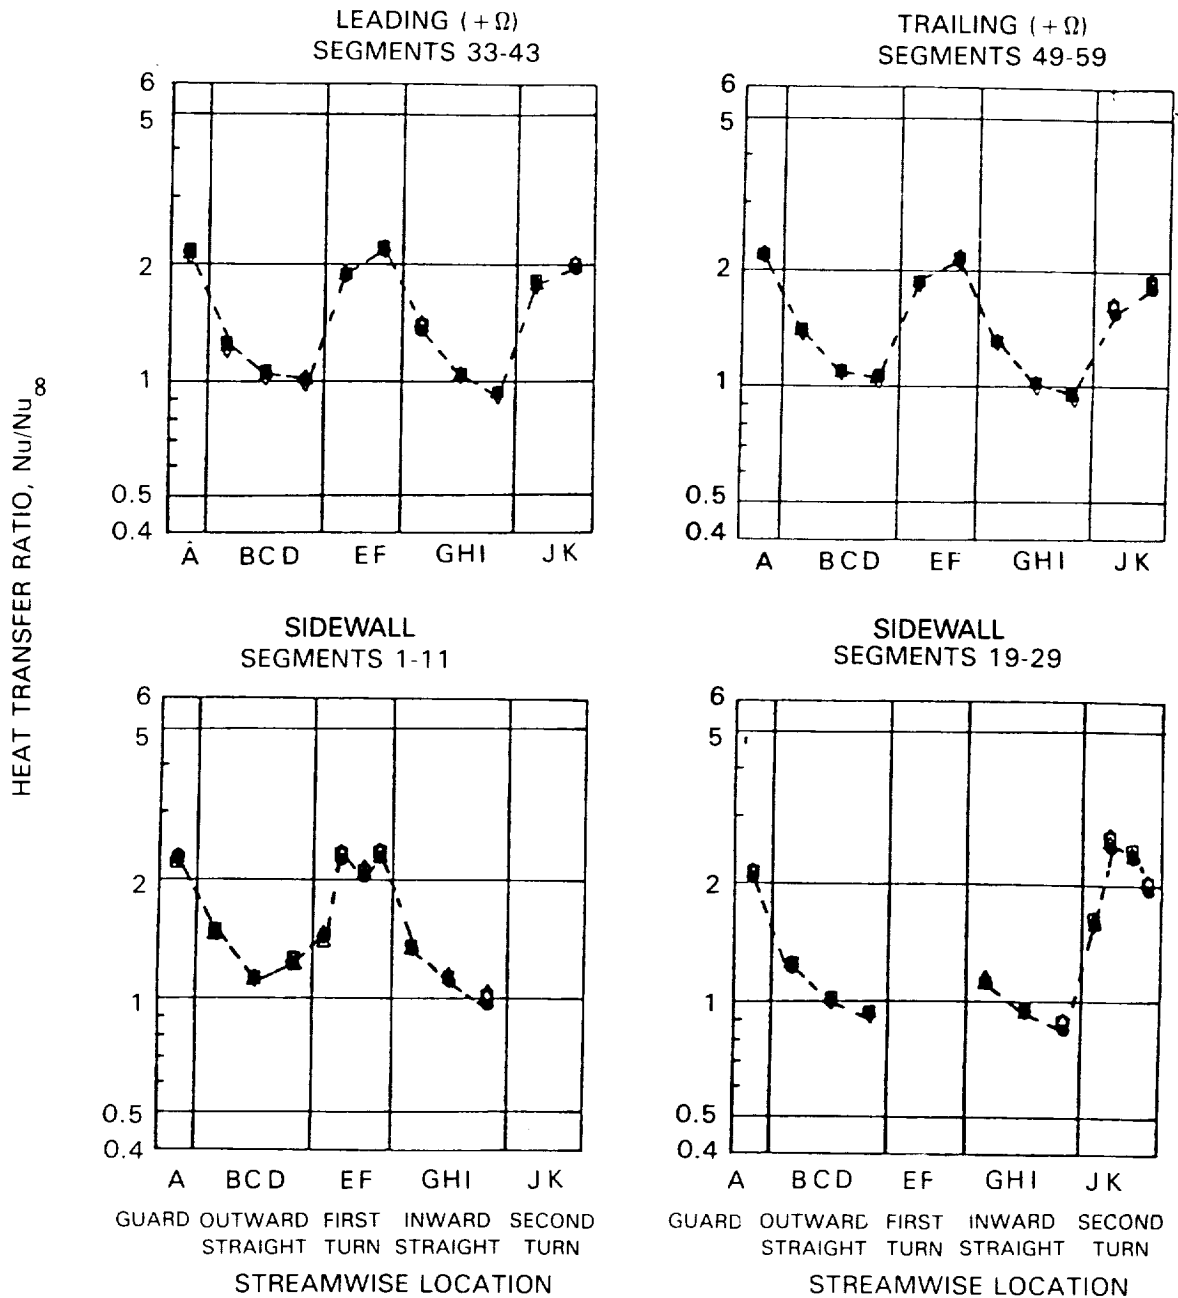 LEADING (+Ω)
SEGMENTS 33-43
6
5
2
1
0.5
0.4
A BCD EF GHI JK
TRAILING (+Ω)
SEGMENTS 49-59
6
5
2
1
0.5
0.4
A BCD EF GHI JK
HEAT TRANSFER RATIO, Nu/Nu∞
SIDEWALL
SEGMENTS 1-11
6
5
2
1
0.5
0.4
A BCD EF GHI JK
GUARD OUTWARD FIRST INWARD SECOND
STRAIGHT TURN STRAIGHT TURN
STREAMWISE LOCATION
SIDEWALL
SEGMENTS 19-29
6
5
2
1
0.5
0.4
A BCD EF GHI JK
GUARD OUTWARD FIRST INWARD SECOND
STRAIGHT TURN STRAIGHT TURN
STREAMWISE LOCATION